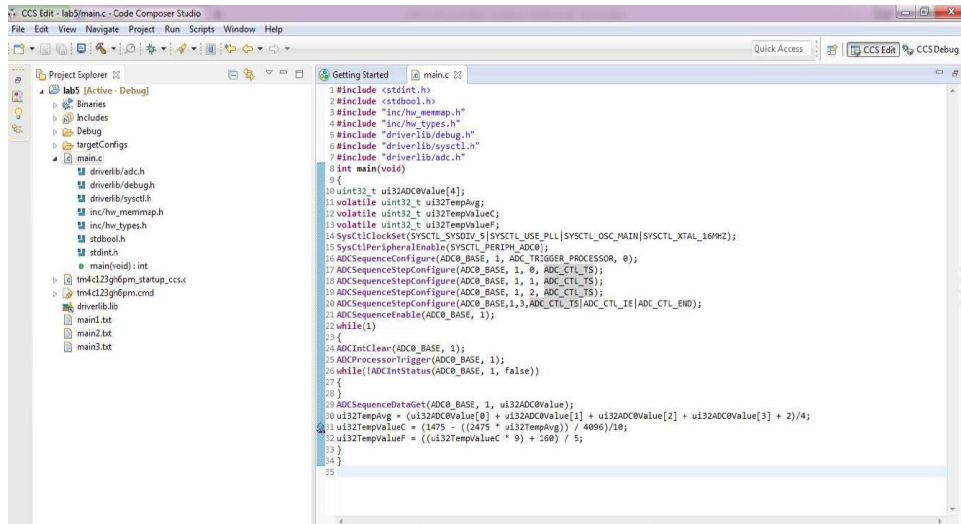 CCS Edit - lab5/main.c - Code Composer Studio
File Edit View Navigate Project Run Scripts Window Help
Quick Access
CCS Edit
CCS Debug
Project Explorer
lab5 [Active - Debug]
Binaries
Includes
Debug
targetConfigs
main.c
driverlib/adc.h
driverlib/debug.h
driverlib/sysctl.h
inc/hw_memmap.h
inc/hw_types.h
stdbool.h
stdint.h
main(void) : int
tm4c123gh6pm_startup_ccs.c
tm4c123gh6pm.cmd
driverlib.lib
main1.txt
main2.txt
main3.txt
Getting Started main.c
1 #include <stdint.h>
2 #include <stdbool.h>
3 #include "inc/hw_memmap.h"
4 #include "inc/hw_types.h"
5 #include "driverlib/debug.h"
6 #include "driverlib/sysctl.h"
7 #include "driverlib/adc.h"
8 int main(void)
9 {
10 uint32_t ui32ADC0Value[4];
11 volatile uint32_t ui32TempAvg;
12 volatile uint32_t ui32TempValueC;
13 volatile uint32_t ui32TempValueF;
14 SysCtlClockSet(SYSCTL_SYSDIV_5|SYSCTL_USE_PLL|SYSCTL_OSC_MAIN|SYSCTL_XTAL_16MHZ);
15 SysCtlPeripheralEnable(SYSCTL_PERIPH_ADC0);
16 ADCSequenceConfigure(ADC0_BASE, 1, ADC_TRIGGER_PROCESSOR, 0);
17 ADCSequenceStepConfigure(ADC0_BASE, 1, 0, ADC_CTL_TS);
18 ADCSequenceStepConfigure(ADC0_BASE, 1, 1, ADC_CTL_TS);
19 ADCSequenceStepConfigure(ADC0_BASE, 1, 2, ADC_CTL_TS);
20 ADCSequenceStepConfigure(ADC0_BASE,1,3,ADC_CTL_TS|ADC_CTL_IE|ADC_CTL_END);
21 ADCSequenceEnable(ADC0_BASE, 1);
22 while(1)
23 {
24 ADCIntClear(ADC0_BASE, 1);
25 ADCProcessorTrigger(ADC0_BASE, 1);
26 while(!ADCIntStatus(ADC0_BASE, 1, false))
27 {
28 }
29 ADCSequenceDataGet(ADC0_BASE, 1, ui32ADC0Value);
30 ui32TempAvg = (ui32ADC0Value[0] + ui32ADC0Value[1] + ui32ADC0Value[2] + ui32ADC0Value[3] + 2)/4;
31 ui32TempValueC = (1475 - ((2475 * ui32TempAvg)) / 4096)/10;
32 ui32TempValueF = ((ui32TempValueC * 9) + 160) / 5;
33 }
34 }
35